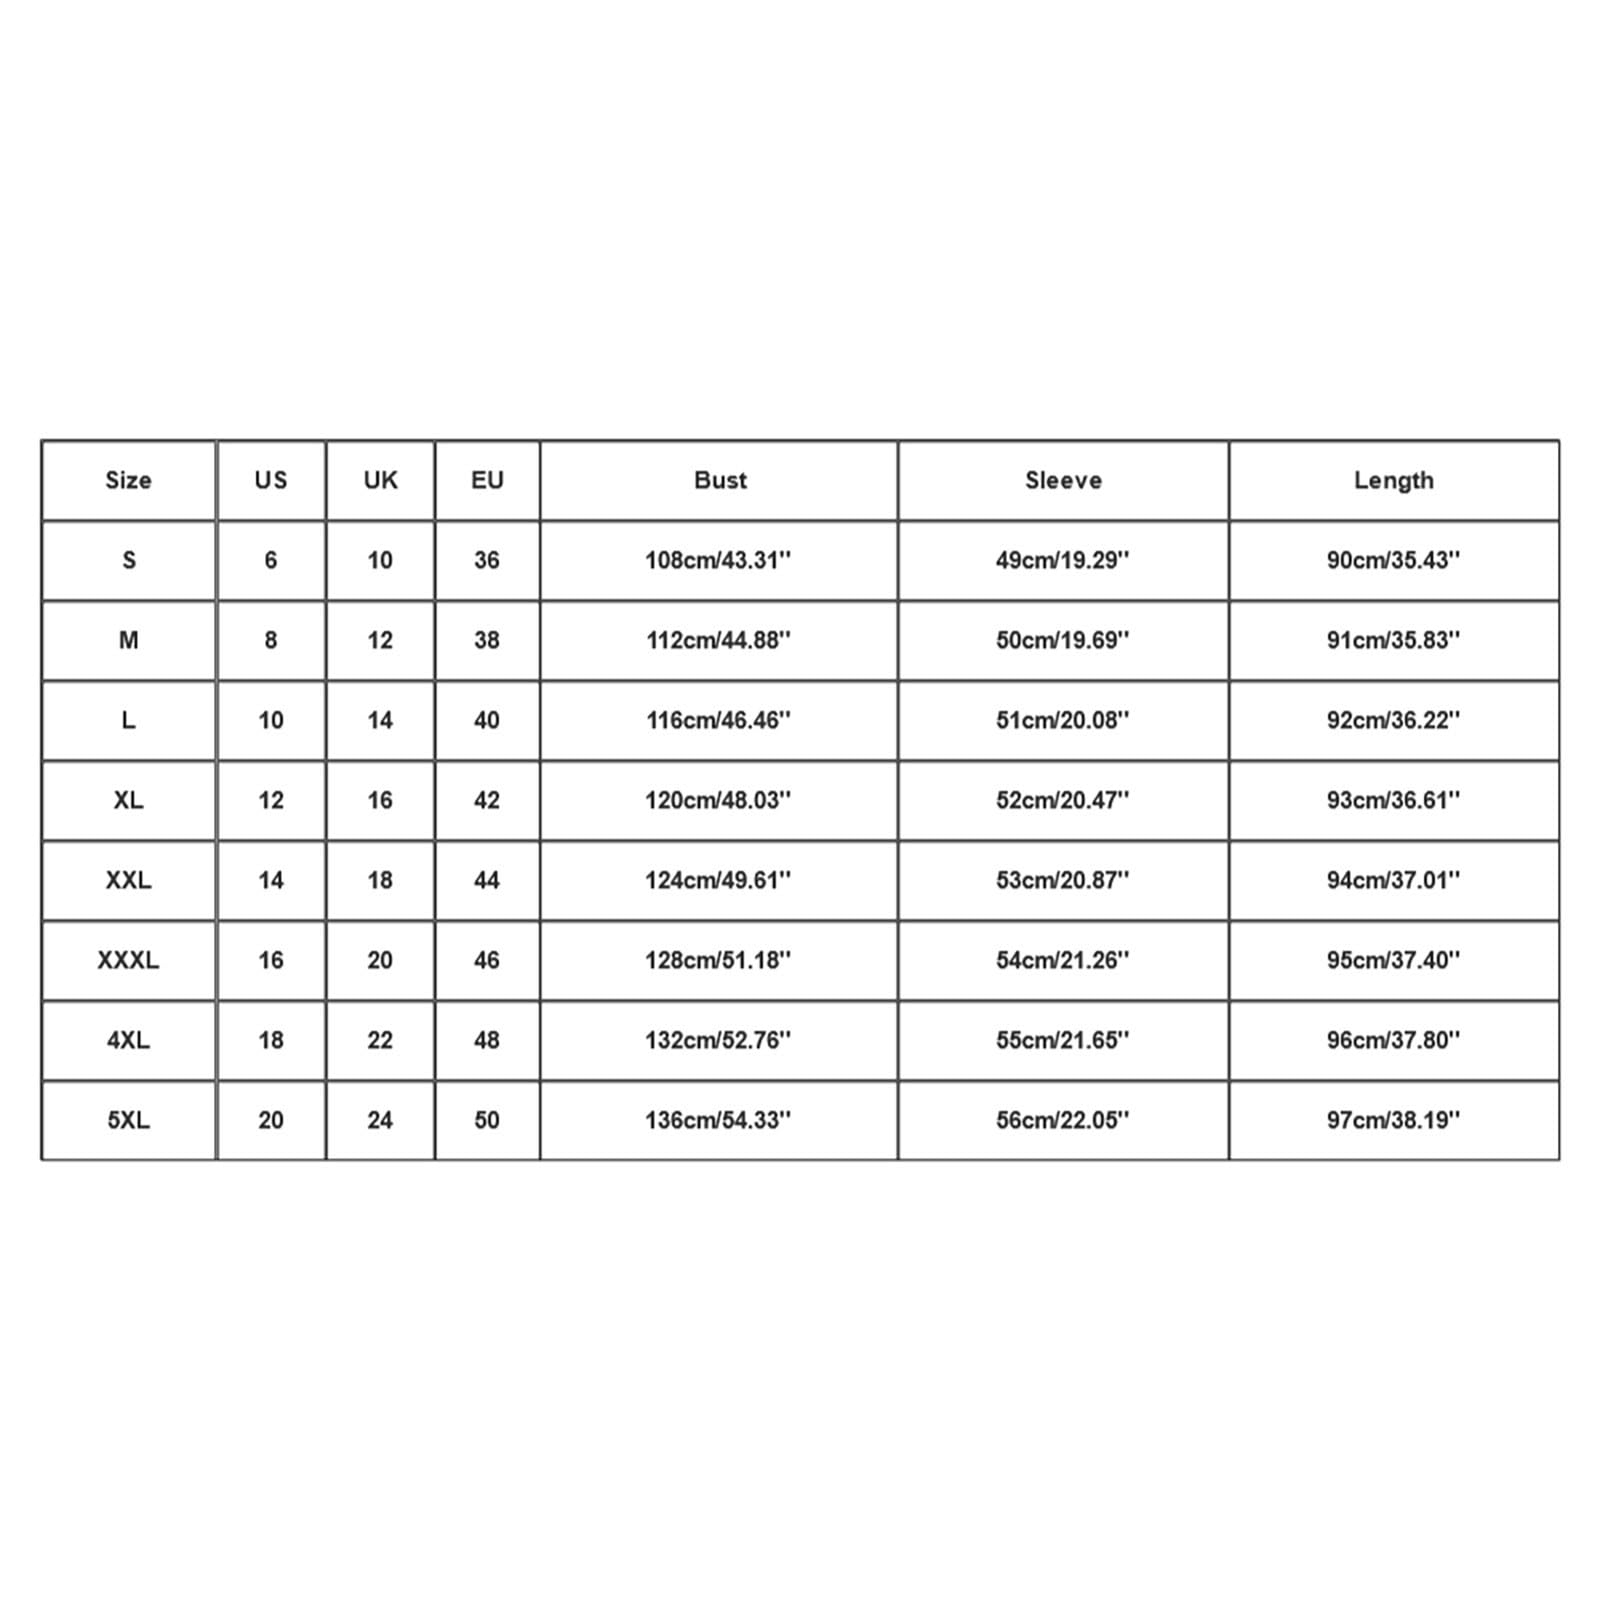 Size US UK EU Bust Sleeve Length
S 6 10 36 108cm/43.31'' 49cm/19.29'' 90cm/35.43''
M 8 12 38 112cm/44.88'' 50cm/19.69'' 91cm/35.83''
L 10 14 40 116cm/46.46'' 51cm/20.08'' 92cm/36.22''
XL 12 16 42 120cm/48.03'' 52cm/20.47'' 93cm/36.61''
XXL 14 18 44 124cm/49.61'' 53cm/20.87'' 94cm/37.01''
XXXL 16 20 46 128cm/51.18'' 54cm/21.26'' 95cm/37.40''
4XL 18 22 48 132cm/52.76'' 55cm/21.65'' 96cm/37.80''
5XL 20 24 50 136cm/54.33'' 56cm/22.05'' 97cm/38.19''